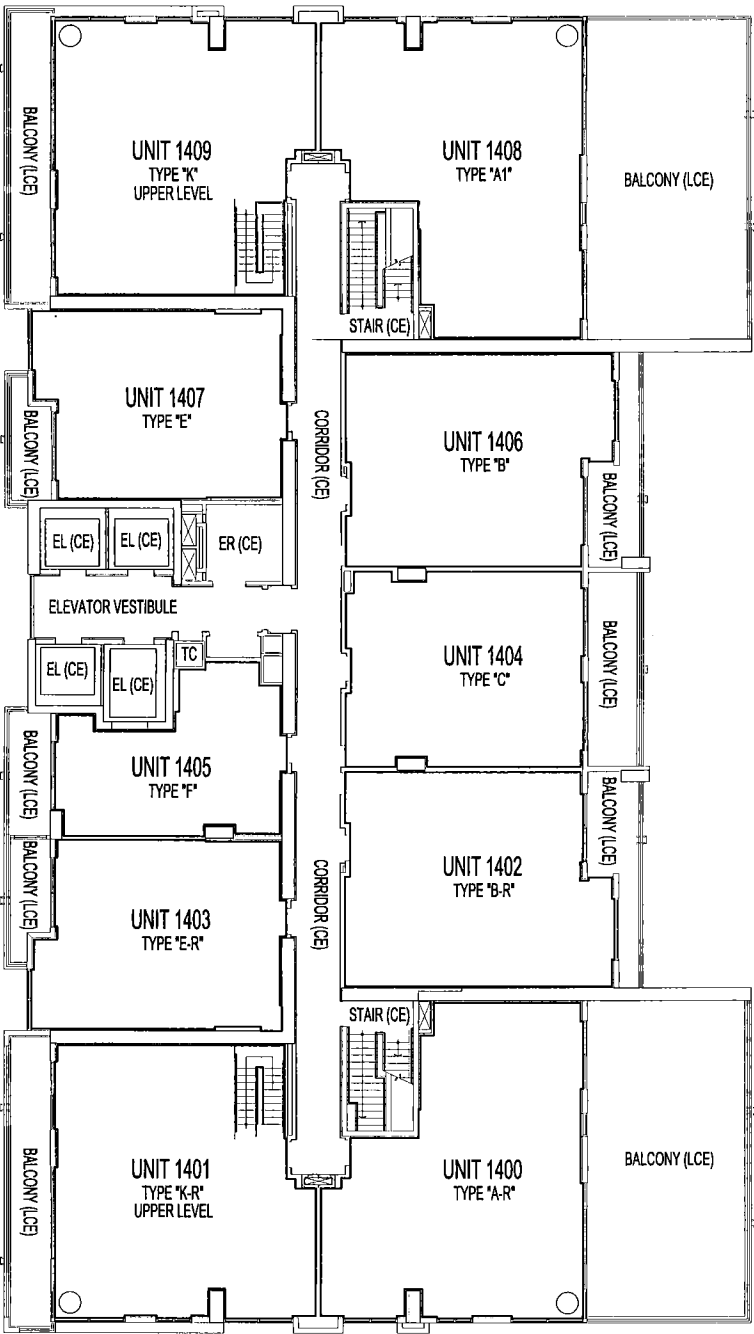 UNIT 1409
TYPE "K"
UPPER LEVEL
BALCONY (LCE)
UNIT 1408
TYPE "A1"
BALCONY (LCE)
STAIR (CE)
UNIT 1407
TYPE "E"
BALCONY (LCE)
CORRIDOR (CE)
UNIT 1406
TYPE "B"
BALCONY (LCE)
EL (CE)
EL (CE)
ER (CE)
ELEVATOR VESTIBULE
EL (CE)
EL (CE)
TC
UNIT 1404
TYPE "C"
BALCONY (LCE)
UNIT 1405
TYPE "F"
BALCONY (LCE)
BALCONY (LCE)
UNIT 1402
TYPE "B-R"
BALCONY (LCE)
CORRIDOR (CE)
UNIT 1403
TYPE "E-R"
STAIR (CE)
UNIT 1401
TYPE "K-R"
UPPER LEVEL
BALCONY (LCE)
UNIT 1400
TYPE "A-R"
BALCONY (LCE)